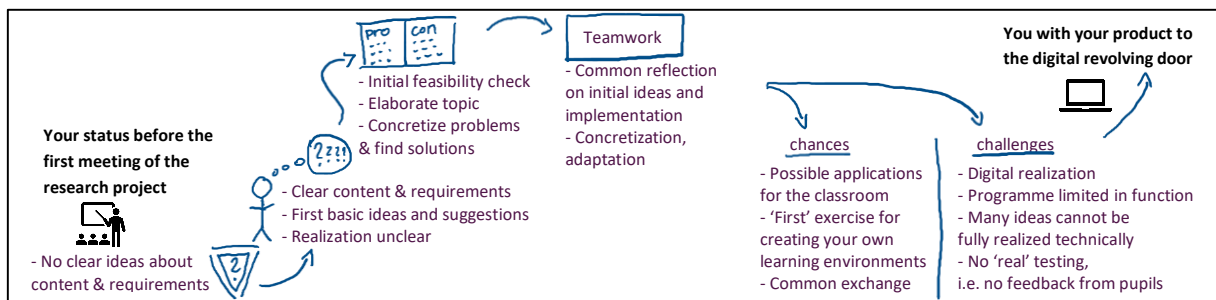 Your status before the
first meeting of the
research project
- No clear ideas about
content & requirements
?
? ? ? !
- Clear content & requirements
- First basic ideas and suggestions
- Realization unclear
pro con
- Initial feasibility check
- Elaborate topic
- Concretize problems
& find solutions
Teamwork
- Common reflection
on initial ideas and
implementation
- Concretization,
adaptation
chances
- Possible applications
for the classroom
- ‘First’ exercise for
creating your own
learning environments
- Common exchange
challenges
- Digital realization
- Programme limited in function
- Many ideas cannot be
fully realized technically
- No ‘real’ testing,
i.e. no feedback from pupils
You with your product to
the digital revolving door